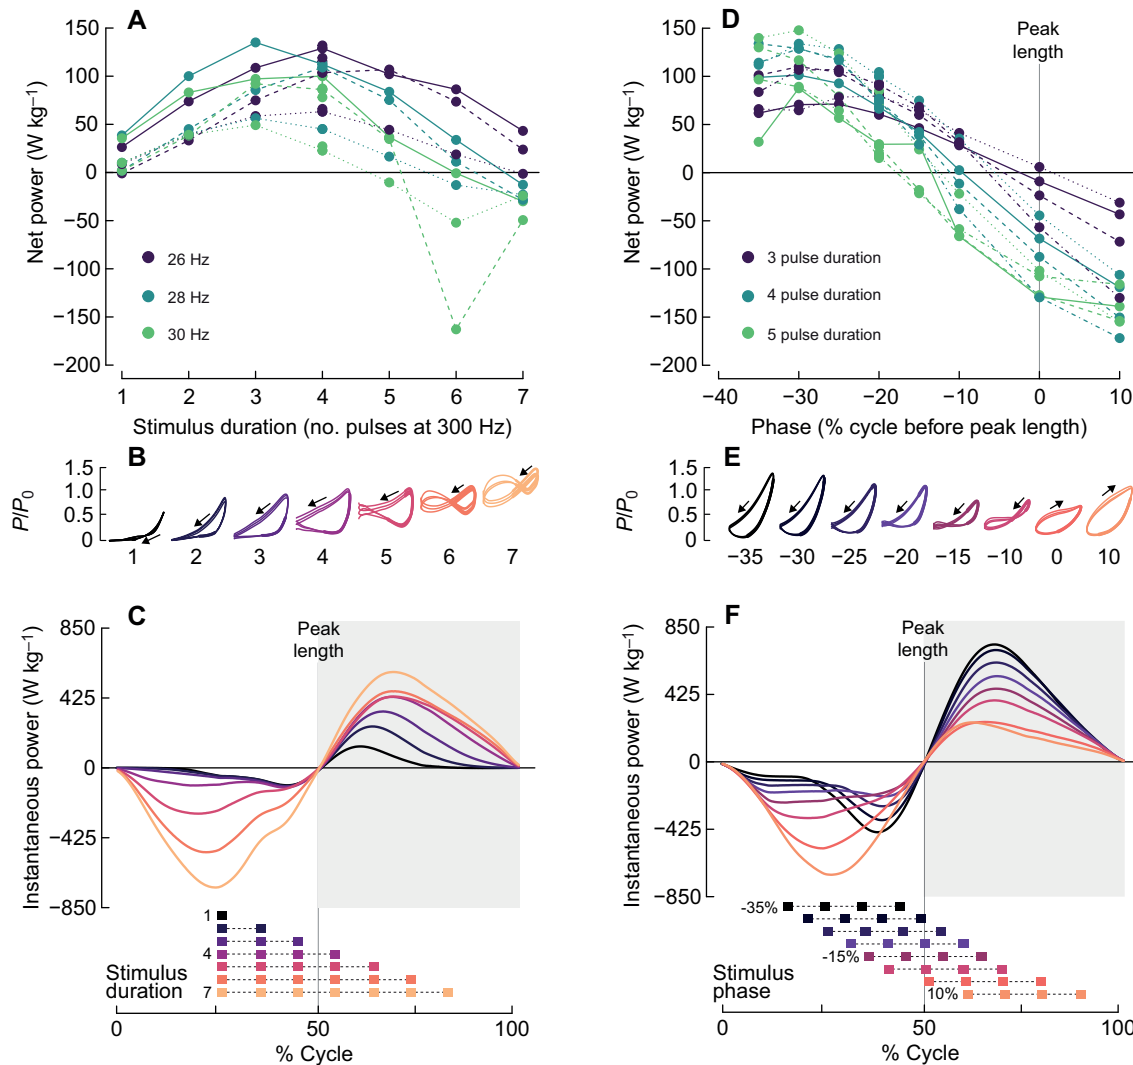 A
150
100
50
0
−50
−100
−150
−200
Net power (W kg−1)
26 Hz
28 Hz
30 Hz
1 2 3 4 5 6 7
Stimulus duration (no. pulses at 300 Hz)
D
Peak
length
150
100
50
0
−50
−100
−150
−200
Net power (W kg−1)
3 pulse duration
4 pulse duration
5 pulse duration
−40 −30 −20 −10 0 10
Phase (% cycle before peak length)
B
1.5
1.0
0.5
0
P/P0
1 2 3 4 5 6 7
E
1.5
1.0
0.5
0
P/P0
−35 −30 −25 −20 −15 −10 0 10
C
Peak
length
850
425
0
−425
−850
Instantaneous power (W kg−1)
1
4
7
Stimulus
duration
0 50 100
% Cycle
F
Peak
length
850
425
0
−425
−850
Instantaneous power (W kg−1)
-35%
-15%
10%
Stimulus
phase
0 50 100
% Cycle